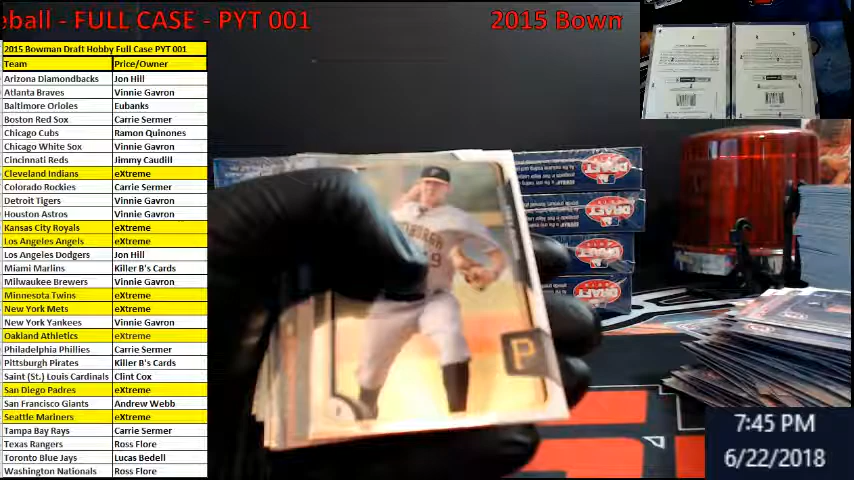 eball - FULL CASE - PYT 001 2015 Bown
2015 Bowman Draft Hobby Full Case PYT 001
Team Price/Owner
Arizona Diamondbacks Jon Hill
Atlanta Braves Vinnie Gavron
Baltimore Orioles Eubanks
Boston Red Sox Carrie Sermer
Chicago Cubs Ramon Quinones
Chicago White Sox Vinnie Gavron
Cincinnati Reds Jimmy Caudill
Cleveland Indians eXtreme
Colorado Rockies Carrie Sermer
Detroit Tigers Vinnie Gavron
Houston Astros Vinnie Gavron
Kansas City Royals eXtreme
Los Angeles Angels eXtreme
Los Angeles Dodgers Jon Hill
Miami Marlins Killer B's Cards
Milwaukee Brewers Vinnie Gavron
Minnesota Twins eXtreme
New York Mets eXtreme
New York Yankees Vinnie Gavron
Oakland Athletics eXtreme
Philadelphia Phillies Carrie Sermer
Pittsburgh Pirates Killer B's Cards
Saint (St.) Louis Cardinals Clint Cox
San Diego Padres eXtreme
San Francisco Giants Andrew Webb
Seattle Mariners eXtreme
Tampa Bay Rays Carrie Sermer
Texas Rangers Ross Flore
Toronto Blue Jays Lucas Bedell
Washington Nationals Ross Flore
DRAFT
DRAFT
DRAFT
DRAFT
P
7:45 PM
6/22/2018